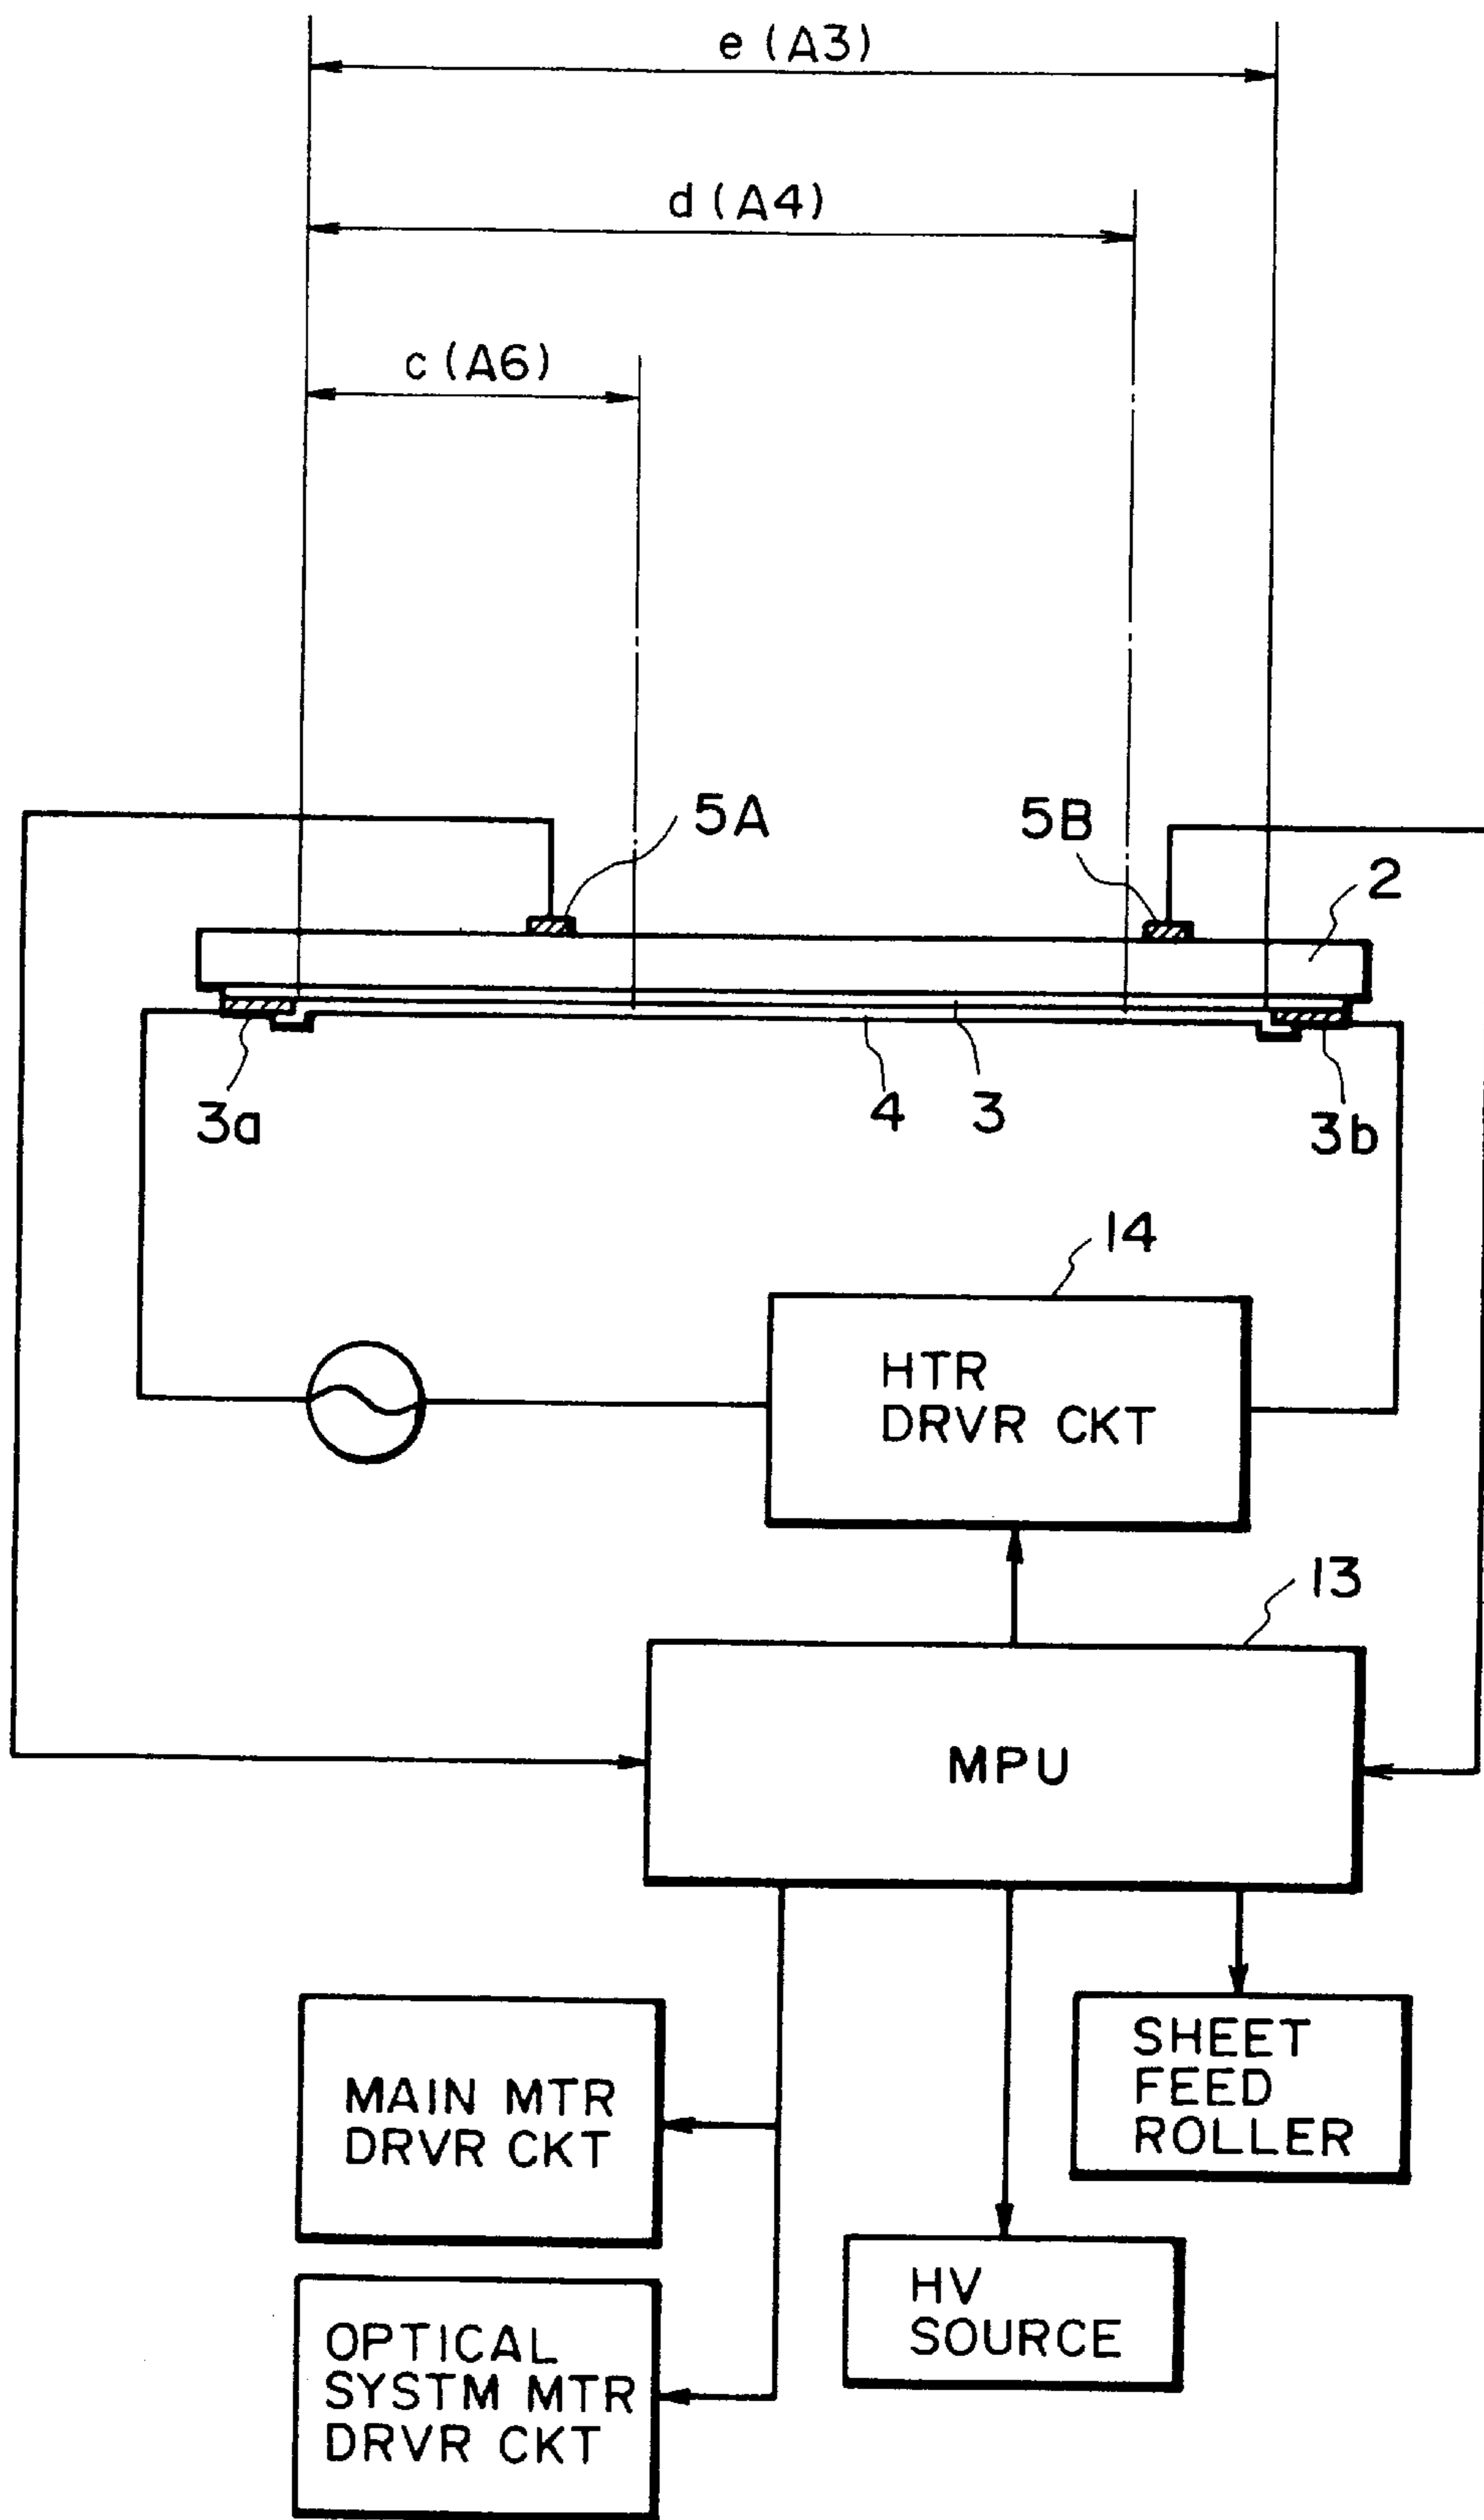 e (A3)
d (A4)
c (A6)
5A
5B
2
3a
4
3
3b
14
HTR
DRVR CKT
13
MPU
SHEET
FEED
ROLLER
MAIN MTR
DRVR CKT
HV
SOURCE
OPTICAL
SYSTM MTR
DRVR CKT